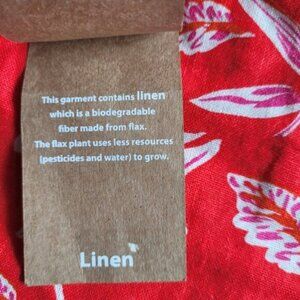 This garment contains linen
which is a biodegradable
fiber made from flax.
The flax plant uses less resources
(pesticides and water) to grow.
Linen